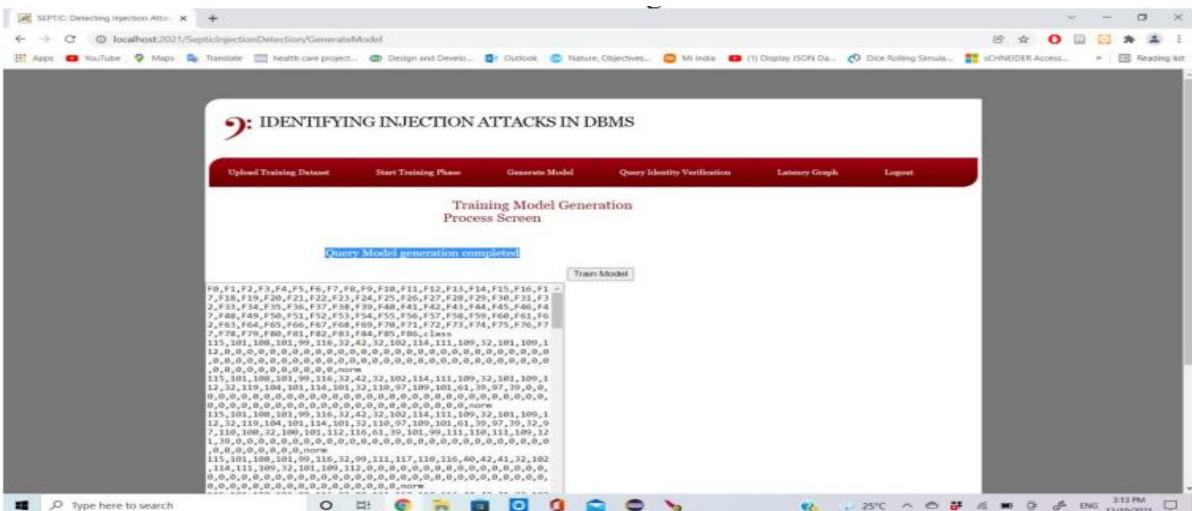 SEPTIC: Detecting Injection Atta
localhost:2021/SepticInjectionDetection/GenerateModel
Apps YouTube Maps Translate health care project... Design and Develo... Outlook Nature, Objectives... Mi India (1) Display JSON Da... Dice Rolling Simula... SCHNEIDER Access... » Reading list
IDENTIFYING INJECTION ATTACKS IN DBMS
Upload Training Dataset Start Training Phase Generate Model Query Identity Verification Latency Graph Logout
Training Model Generation
Process Screen
Query Model generation completed
Train Model
F0,F1,F2,F3,F4,F5,F6,F7,F8,F9,F10,F11,F12,F13,F14,F15,F16,F1
7,F18,F19,F20,F21,F22,F23,F24,F25,F26,F27,F28,F29,F30,F31,F3
2,F33,F34,F35,F36,F37,F38,F39,F40,F41,F42,F43,F44,F45,F46,F4
7,F48,F49,F50,F51,F52,F53,F54,F55,F56,F57,F58,F59,F60,F61,F6
2,F63,F64,F65,F66,F67,F68,F69,F70,F71,F72,F73,F74,F75,F76,F7
7,F78,F79,F80,F81,F82,F83,F84,F85,F86,class
115,101,108,101,99,116,32,42,32,102,114,111,109,32,101,109,1
12,0,0,0,0,0,0,0,0,0,0,0,0,0,0,0,0,0,0,0,0,0,0,0,0,0,0,0,0
,0,0,0,0,0,0,0,0,0,0,0,0,0,0,0,0,0,0,0,0,0,0,0,0,0,0,0,0,0,0
,0,0,0,0,0,0,0,0,0,0,0,norm
115,101,108,101,99,116,32,42,32,102,114,111,109,32,101,109,1
12,32,119,104,101,114,101,32,110,97,109,101,61,39,97,39,0,0,
0,0,0,0,0,0,0,0,0,0,0,0,0,0,0,0,0,0,0,0,0,0,0,0,0,0,0,0,0,0,
0,0,0,0,0,0,0,0,0,0,0,0,0,0,0,0,0,0,0,0,0,norm
115,101,108,101,99,116,32,42,32,102,114,111,109,32,101,109,1
12,32,119,104,101,114,101,32,110,97,109,101,61,39,97,39,32,9
7,110,100,32,100,101,112,116,61,39,101,99,111,110,111,109,12
1,39,0,0,0,0,0,0,0,0,0,0,0,0,0,0,0,0,0,0,0,0,0,0,0,0,0,0,0,0
,0,0,0,0,0,0,0,norm
115,101,108,101,99,116,32,99,111,117,110,116,40,42,41,32,102
,114,111,109,32,101,109,112,0,0,0,0,0,0,0,0,0,0,0,0,0,0,0,0,
0,0,0,0,0,0,0,0,0,0,0,0,0,0,0,0,0,0,0,0,0,0,0,0,0,0,0,0,0,0,
0,0,0,0,0,0,0,0,0,0,0,0,0,0,0,norm
Type here to search 25°C ENG 3:13 PM